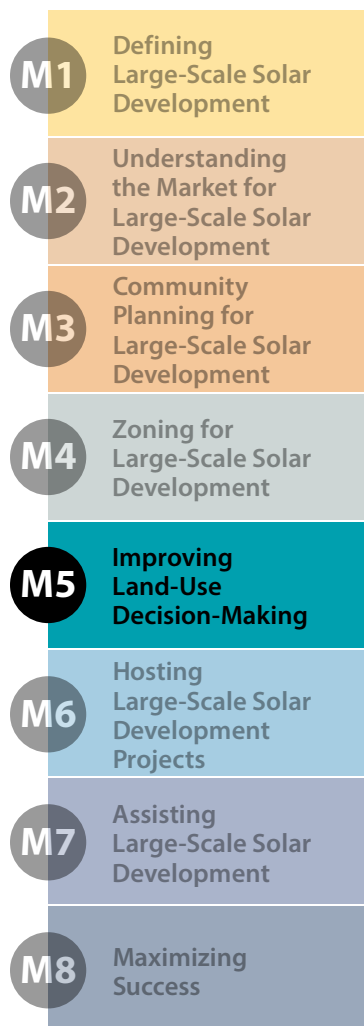 M1
Defining
Large-Scale Solar
Development
M2
Understanding
the Market for
Large-Scale Solar
Development
M3
Community
Planning for
Large-Scale Solar
Development
M4
Zoning for
Large-Scale Solar
Development
M5
Improving
Land-Use
Decision-Making
M6
Hosting
Large-Scale Solar
Development
Projects
M7
Assisting
Large-Scale Solar
Development
M8
Maximizing
Success